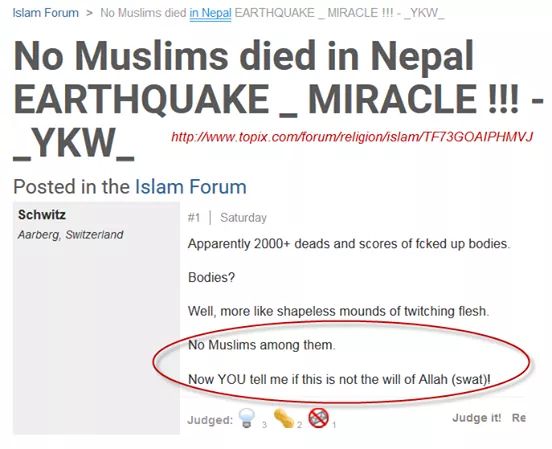 Islam Forum > No Muslims died in Nepal EARTHQUAKE _ MIRACLE !!! - _YKW_
No Muslims died in Nepal
EARTHQUAKE _ MIRACLE !!! -
_YKW_
http://www.topix.com/forum/religion/islam/TF73GOAIPHMVJ
Posted in the Islam Forum
Schwitz
Aarberg, Switzerland
#1 | Saturday
Apparently 2000+ deads and scores of fcked up bodies.
Bodies?
Well, more like shapeless mounds of twitching flesh.
No Muslims among them.
Now YOU tell me if this is not the will of Allah (swat)!
Judged: 3 2 1 Judge it! Re